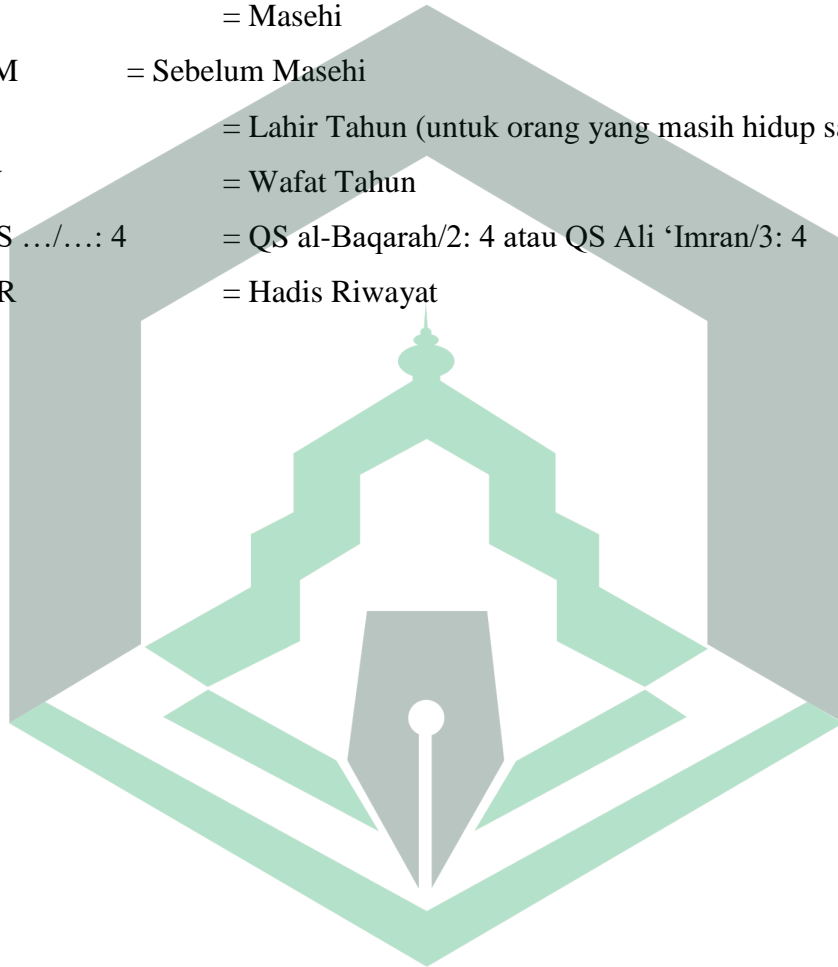 = Masehi
M = Sebelum Masehi
= Lahir Tahun (untuk orang yang masih hidup
= Wafat Tahun
S …/…: 4 = QS al-Baqarah/2: 4 atau QS Ali ‘Imran/3: 4
R = Hadis Riwayat